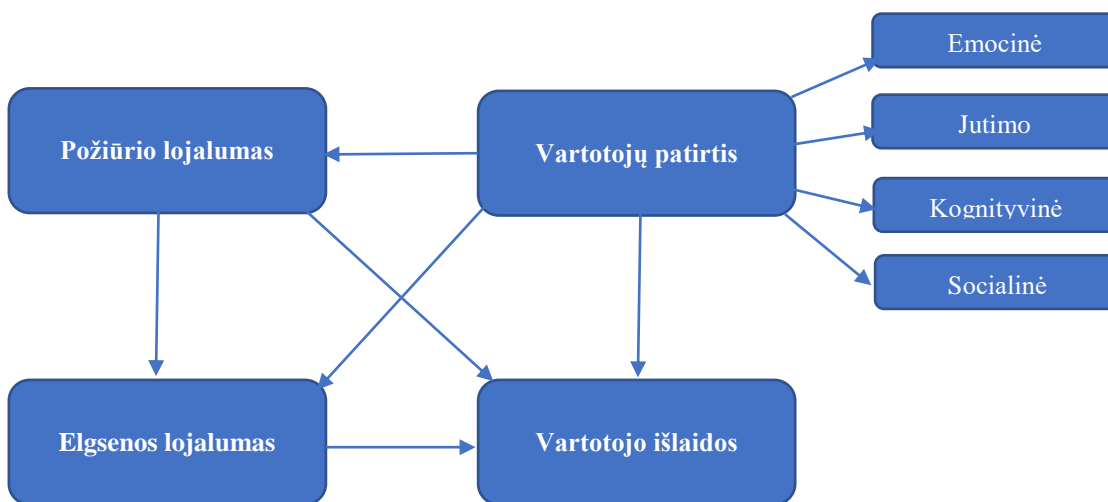 Emocinė
Požiūrio lojalumas
Vartotojų patirtis
Jutimo
Kognityvinė
Socialinė
Elgsenos lojalumas
Vartotojo išlaidos